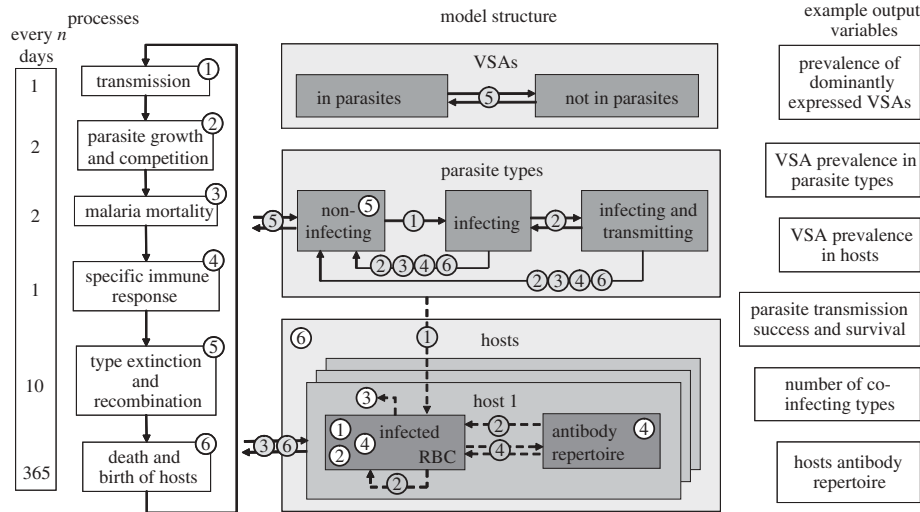 processes
every n
days
1
2
2
1
10
365
transmission
1
parasite growth
and competition
2
malaria mortality
3
specific immune
response
4
type extinction
and
recombination
5
death and
birth of hosts
6
model structure
VSAs
in parasites
5
not in parasites
parasite types
5
non-
infecting
5
1
infecting
2
infecting and
transmitting
2 3 4 6
2 3 4 6
1
6
hosts
host 1
3
1
infected
4
2
RBC
2
4
antibody
repertoire
4
2
3 6
example output
variables
prevalence of
dominantly
expressed VSAs
VSA prevalence in
parasite types
VSA prevalence
in hosts
parasite transmission
success and survival
number of co-
infecting types
hosts antibody
repertoire